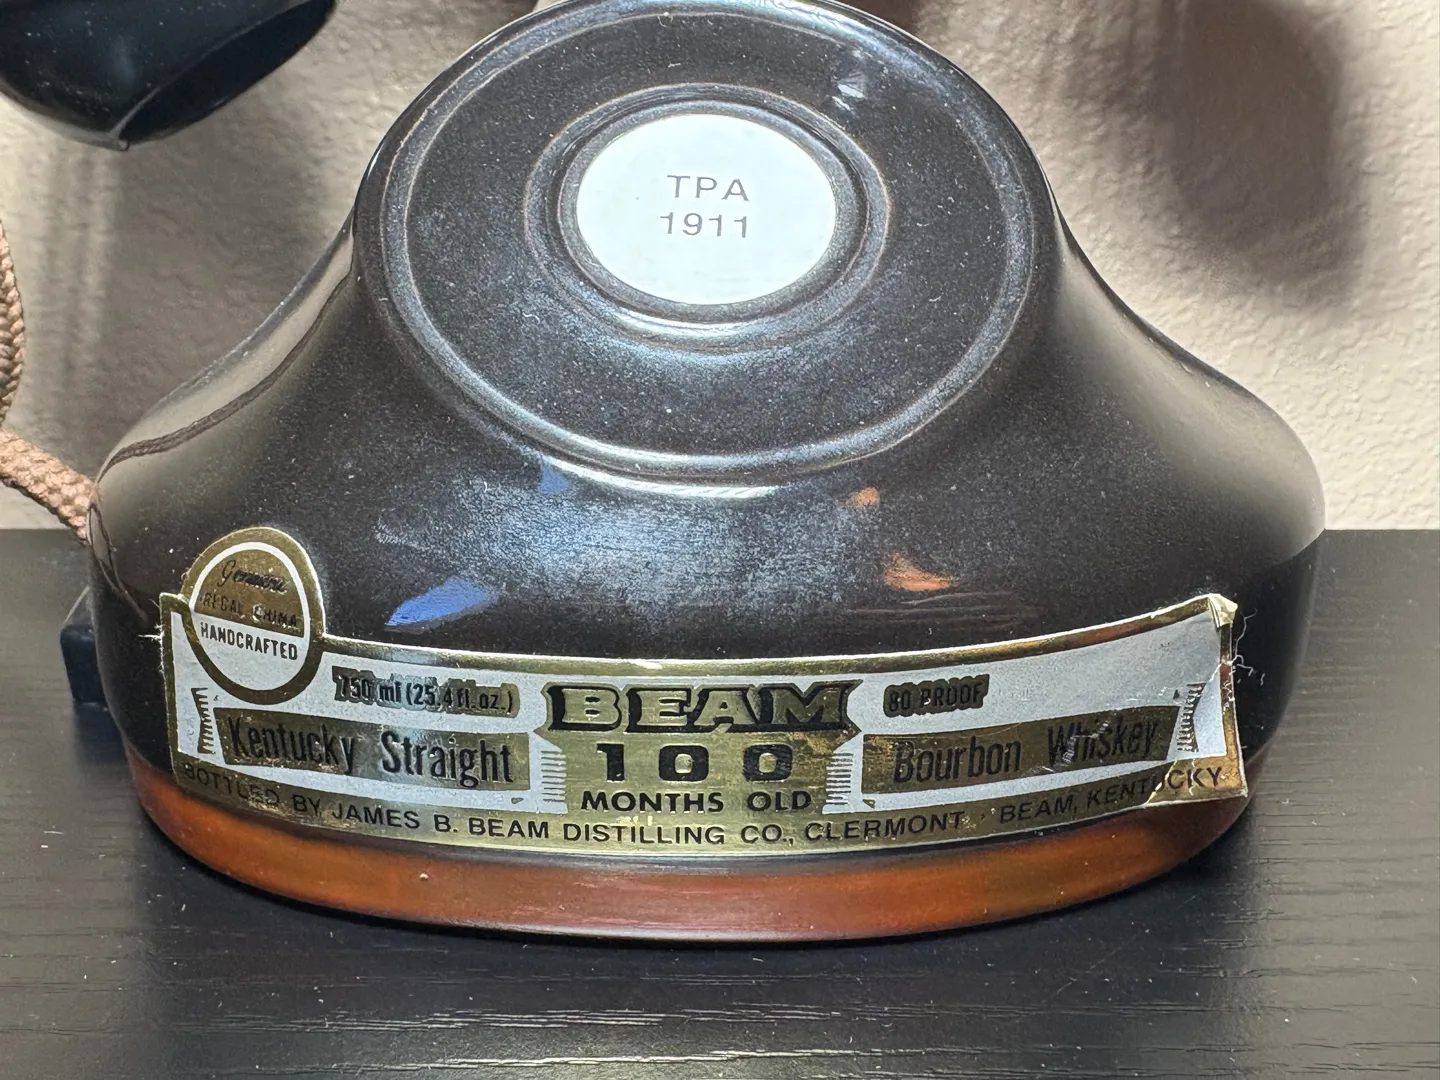 TPA
1911
Genuine
REGAL CHINA
HANDCRAFTED
750 ml (25.4 fl. oz.)
BEAM
80 PROOF
Kentucky Straight
100
Bourbon Whiskey
MONTHS OLD
BOTTLED BY JAMES B. BEAM DISTILLING CO., CLERMONT · BEAM, KENTUCKY